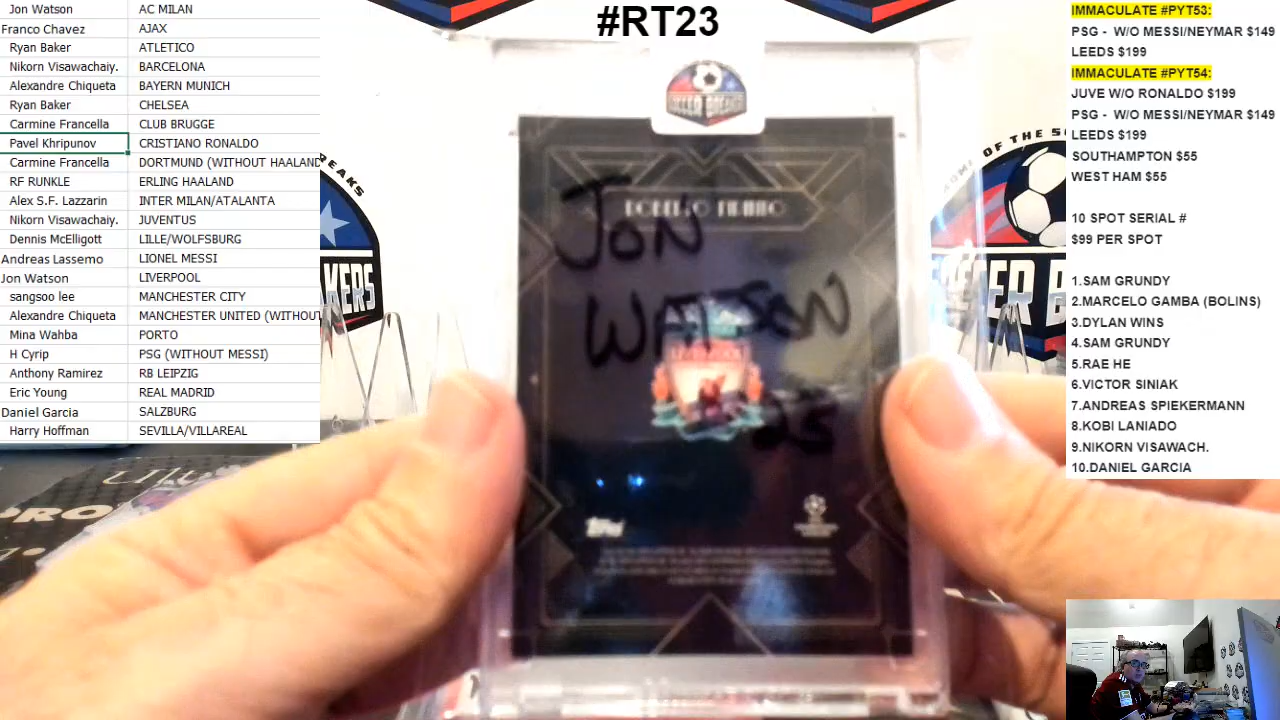 #RT23
Jon Watson AC MILAN
Franco Chavez AJAX
Ryan Baker ATLETICO
Nikorn Visawachaiy. BARCELONA
Alexandre Chiqueta BAYERN MUNICH
Ryan Baker CHELSEA
Carmine Francella CLUB BRUGGE
Pavel Khripunov CRISTIANO RONALDO
Carmine Francella DORTMUND (WITHOUT HAALAND
RF RUNKLE ERLING HAALAND
Alex S.F. Lazzarin INTER MILAN/ATALANTA
Nikorn Visawachaiy. JUVENTUS
Dennis McElligott LILLE/WOLFSBURG
Andreas Lassemo LIONEL MESSI
Jon Watson LIVERPOOL
sangsoo lee MANCHESTER CITY
Alexandre Chiqueta MANCHESTER UNITED (WITHOUT
Mina Wahba PORTO
H Cyrip PSG (WITHOUT MESSI)
Anthony Ramirez RB LEIPZIG
Eric Young REAL MADRID
Daniel Garcia SALZBURG
Harry Hoffman SEVILLA/VILLAREAL
ROBERTO FIRMINO
JON
WATSON
topps
IMMACULATE #PYT53:
PSG - W/O MESSI/NEYMAR $149
LEEDS $199
IMMACULATE #PYT54:
JUVE W/O RONALDO $199
PSG - W/O MESSI/NEYMAR $149
LEEDS $199
SOUTHAMPTON $55
WEST HAM $55
10 SPOT SERIAL #
$99 PER SPOT
1.SAM GRUNDY
2.MARCELO GAMBA (BOLINS)
3.DYLAN WINS
4.SAM GRUNDY
5.RAE HE
6.VICTOR SINIAK
7.ANDREAS SPIEKERMANN
8.KOBI LANIADO
9.NIKORN VISAWACH.
10.DANIEL GARCIA